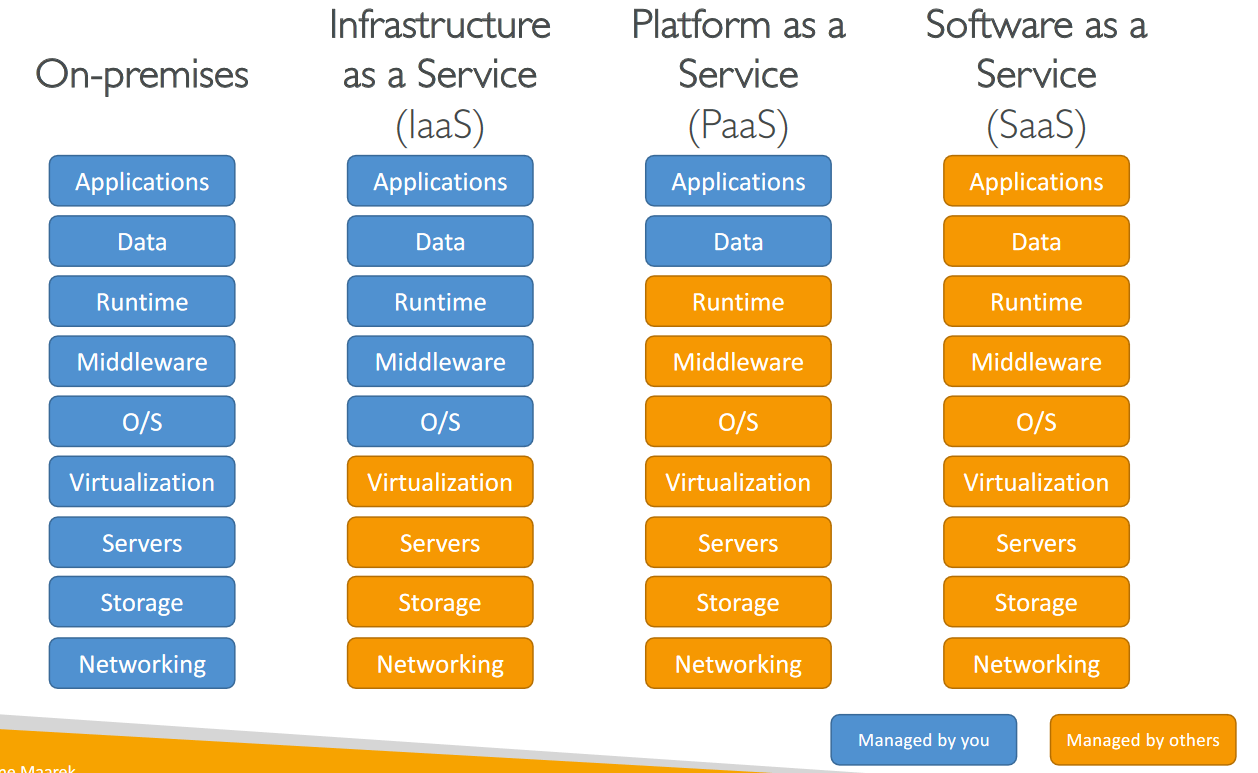 On-premises
Infrastructure
as a Service
(IaaS)
Platform as a
Service
(PaaS)
Software as a
Service
(SaaS)
Applications
Data
Runtime
Middleware
O/S
Virtualization
Servers
Storage
Networking
Applications
Data
Runtime
Middleware
O/S
Virtualization
Servers
Storage
Networking
Applications
Data
Runtime
Middleware
O/S
Virtualization
Servers
Storage
Networking
Applications
Data
Runtime
Middleware
O/S
Virtualization
Servers
Storage
Networking
Managed by you
Managed by others
Maarek